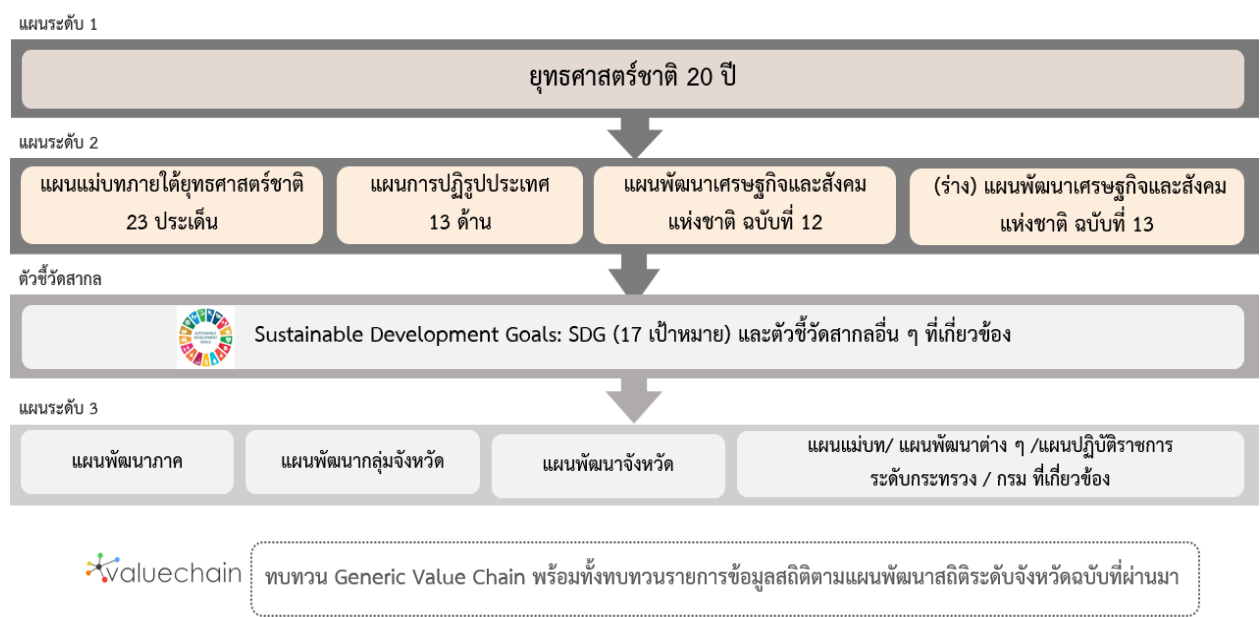 แผนระดับ 1
ยุทธศาสตร์ชาติ 20 ปี
แผนระดับ 2
แผนแม่บทภายใต้ยุทธศาสตร์ชาติ
23 ประเด็น
แผนการปฏิรูปประเทศ
13 ด้าน
แผนพัฒนาเศรษฐกิจและสังคม
แห่งชาติ ฉบับที่ 12
(ร่าง) แผนพัฒนาเศรษฐกิจและสังคม
แห่งชาติ ฉบับที่ 13
ตัวชี้วัดสากล
SUSTAINABLE
DEVELOPMENT
GOALS
Sustainable Development Goals: SDG (17 เป้าหมาย) และตัวชี้วัดสากลอื่น ๆ ที่เกี่ยวข้อง
แผนระดับ 3
แผนพัฒนาภาค
แผนพัฒนากลุ่มจังหวัด
แผนพัฒนาจังหวัด
แผนแม่บท/ แผนพัฒนาต่าง ๆ /แผนปฏิบัติราชการ
ระดับกระทรวง / กรม ที่เกี่ยวข้อง
valuechain
ทบทวน Generic Value Chain พร้อมทั้งทบทวนรายการข้อมูลสถิติตามแผนพัฒนาสถิติระดับจังหวัดฉบับที่ผ่านมา